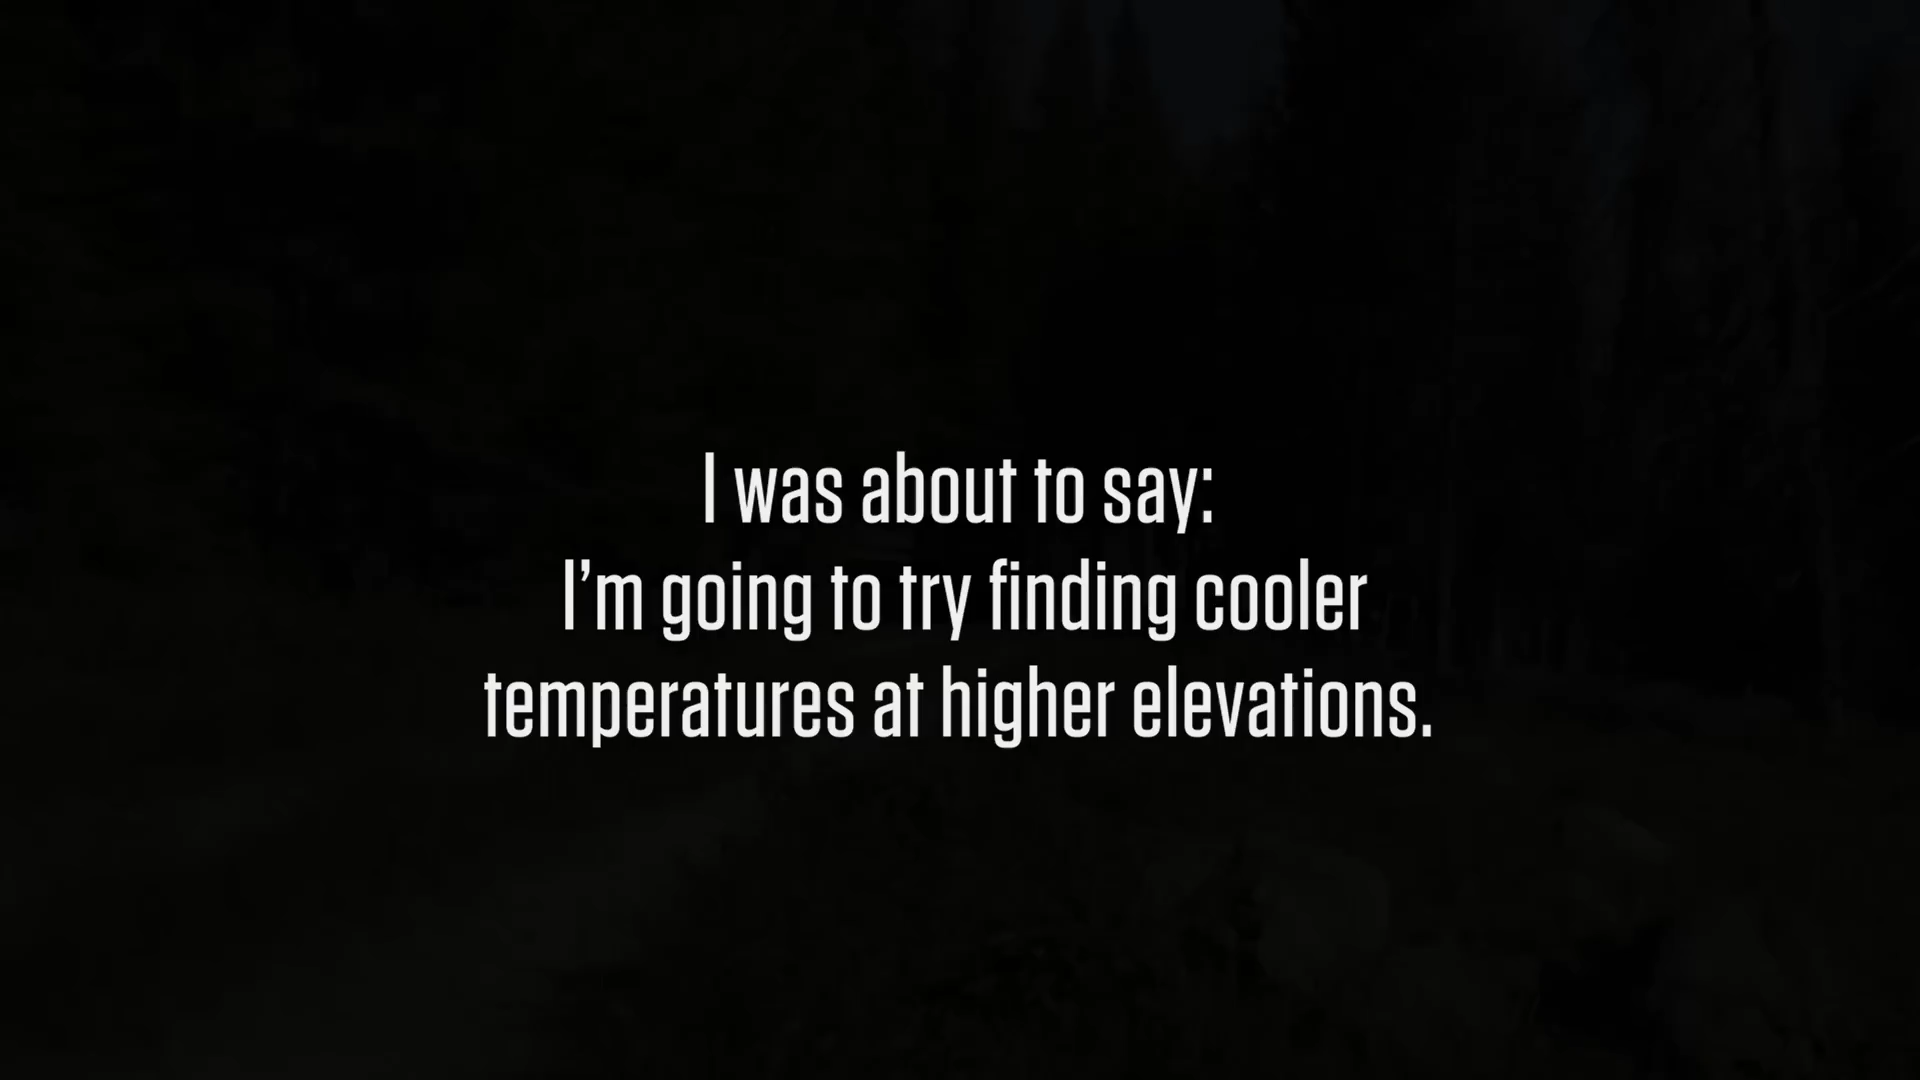 I was about to say:
I’m going to try finding cooler
temperatures at higher elevations.